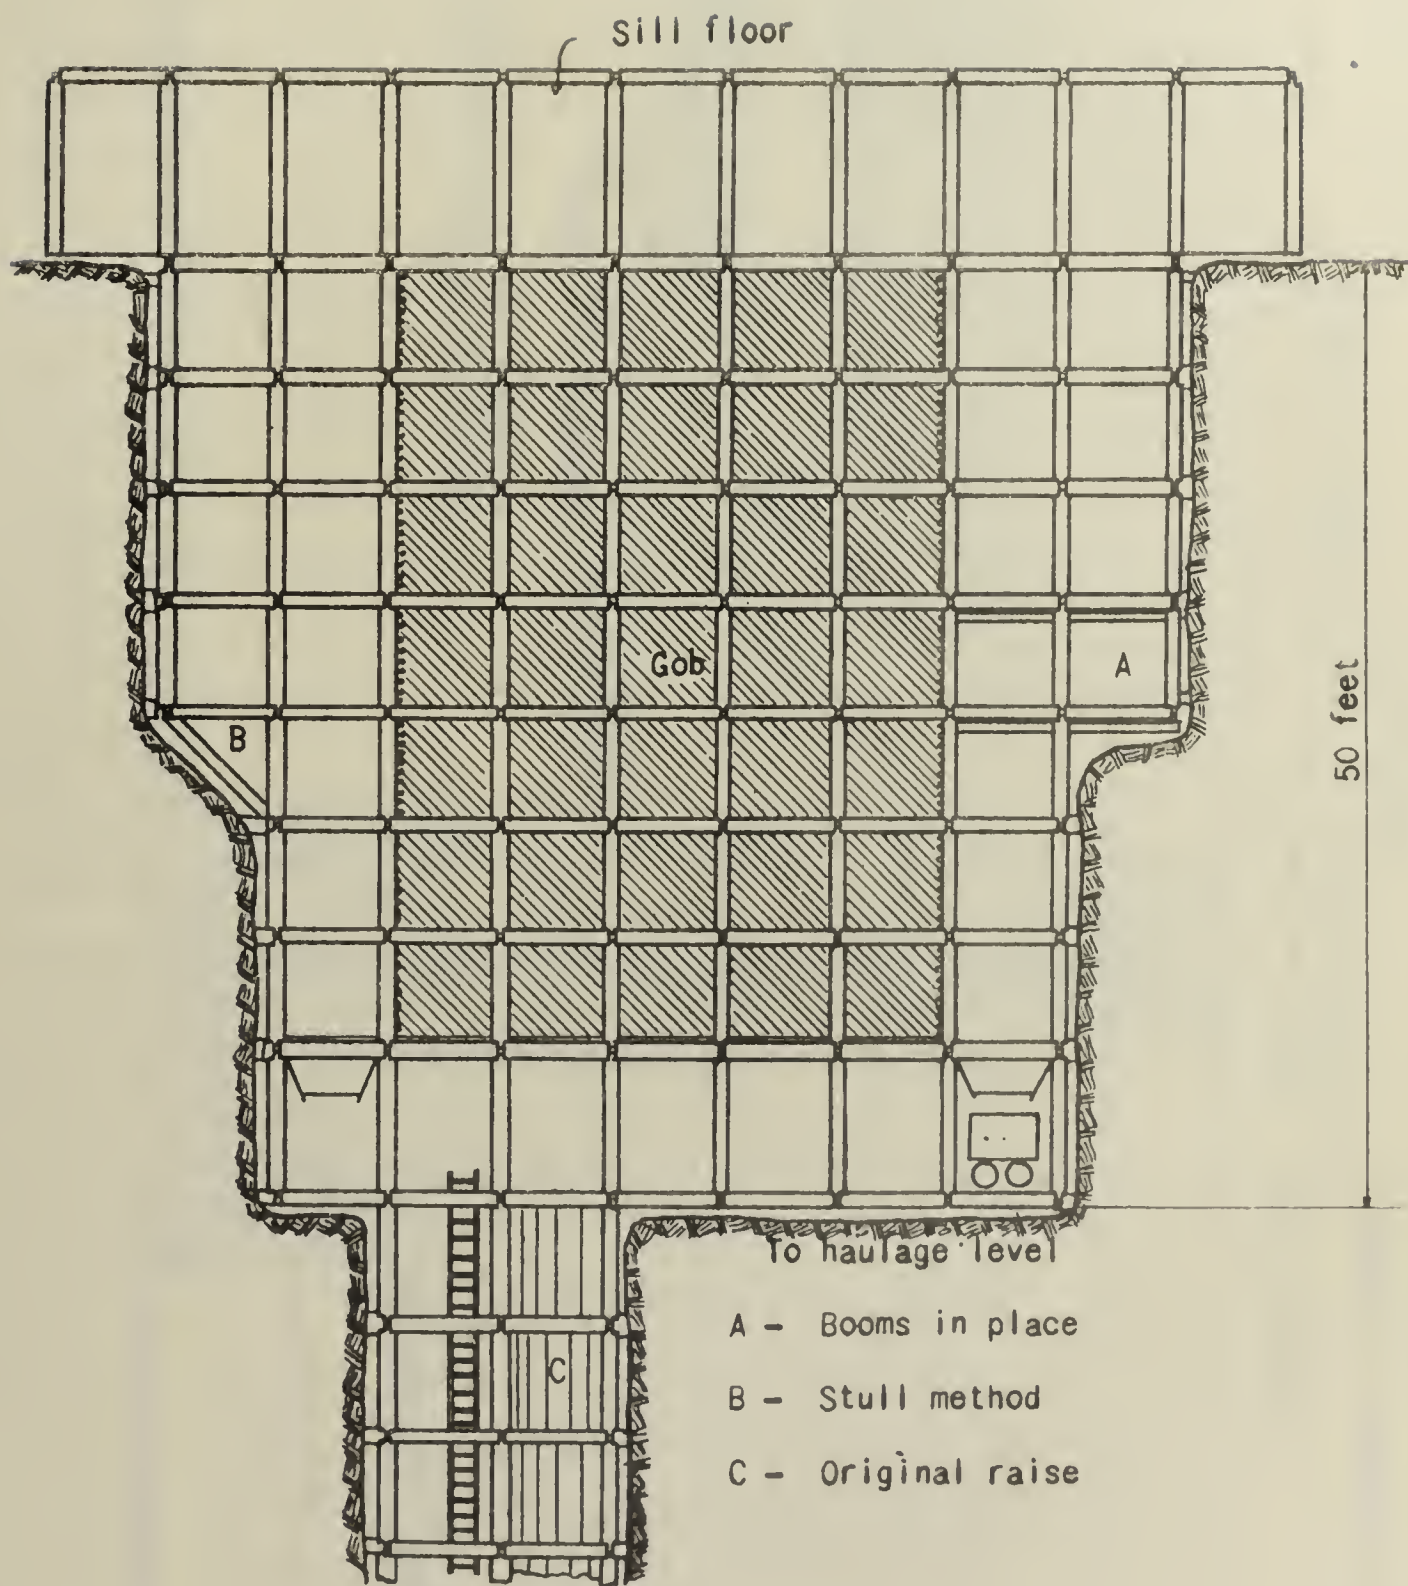 Sill floor
Gob
A
B
50 feet
To haulage level
C
A - Booms in place
B - Stull method
C - Original raise